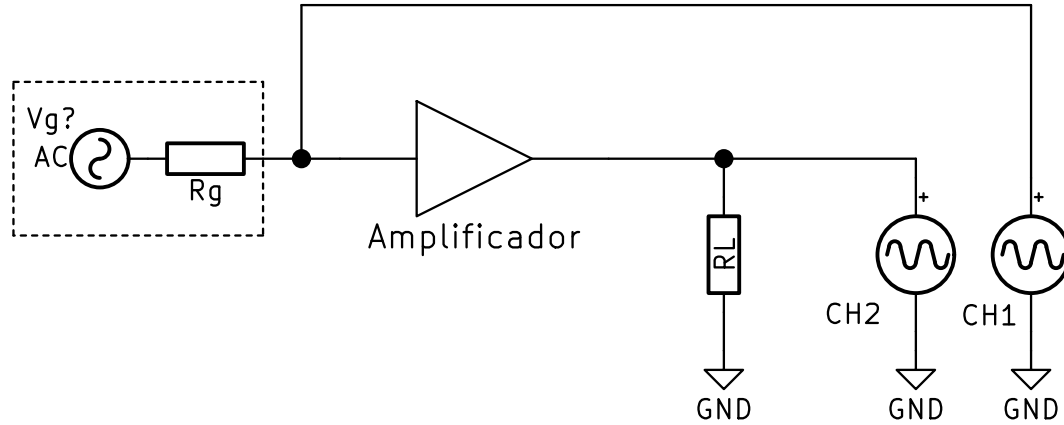 Vg?
AC
Rg
Amplificador
RL
+
+
CH2
CH1
GND
GND
GND